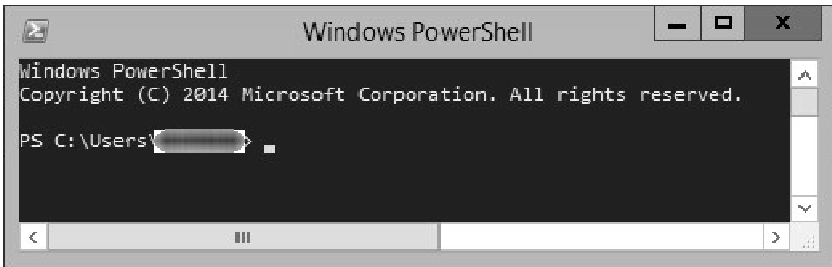 Windows PowerShell
Windows PowerShell
Copyright (C) 2014 Microsoft Corporation. All rights reserved.
PS C:\Users\ > _